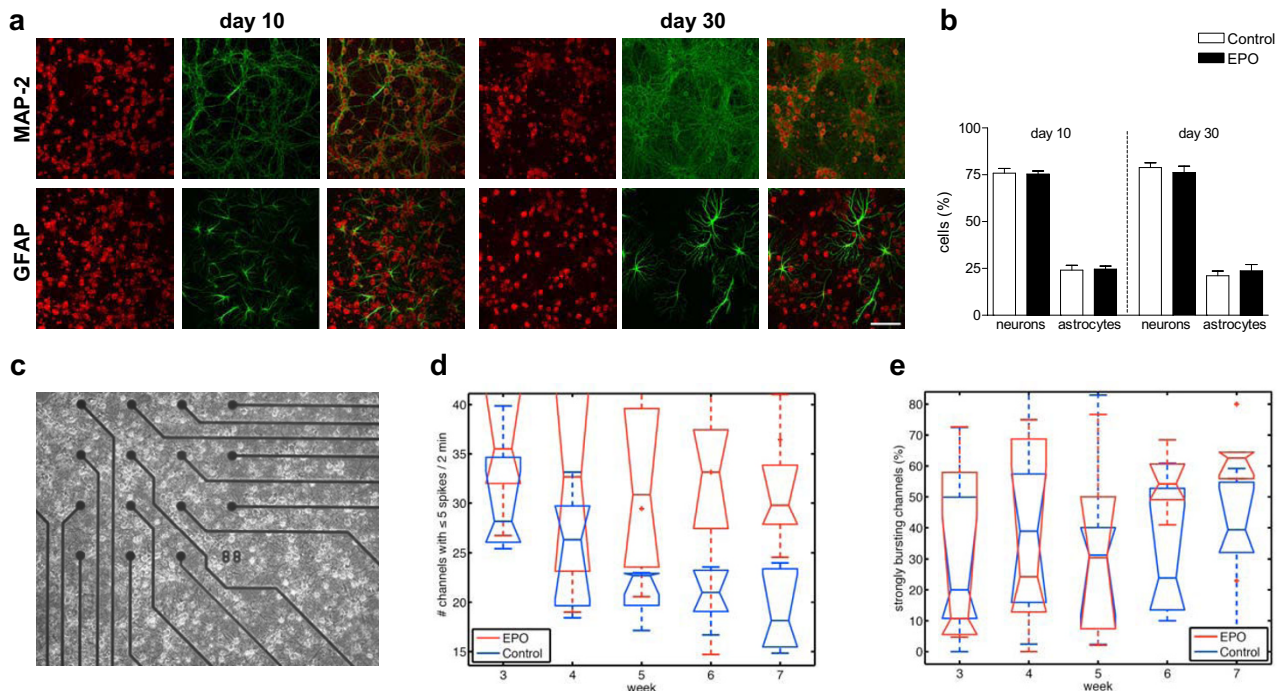 a
day 10
day 30
MAP-2
GFAP
b
Control
EPO
100
75
50
25
0
cells (%)
day 10
day 30
neurons
astrocytes
neurons
astrocytes
c
88
d
# channels with ≤ 5 spikes / 2 min
40
35
30
25
20
15
EPO
Control
3
4
5
6
7
week
e
strongly bursting channels (%)
80
70
60
50
40
30
20
10
0
EPO
Control
3
4
5
6
7
week